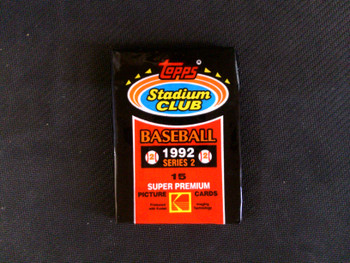 Topps
Stadium
CLUB
BASEBALL
1992
SERIES 2
15
SUPER PREMIUM
PICTURE CARDS